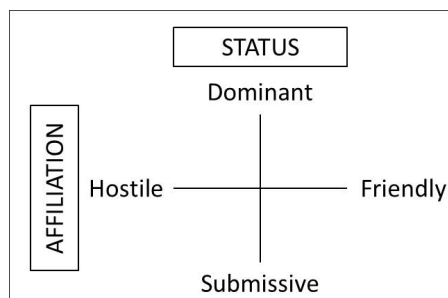 STATUS
Dominant
AFFILIATION
Hostile
Friendly
Submissive